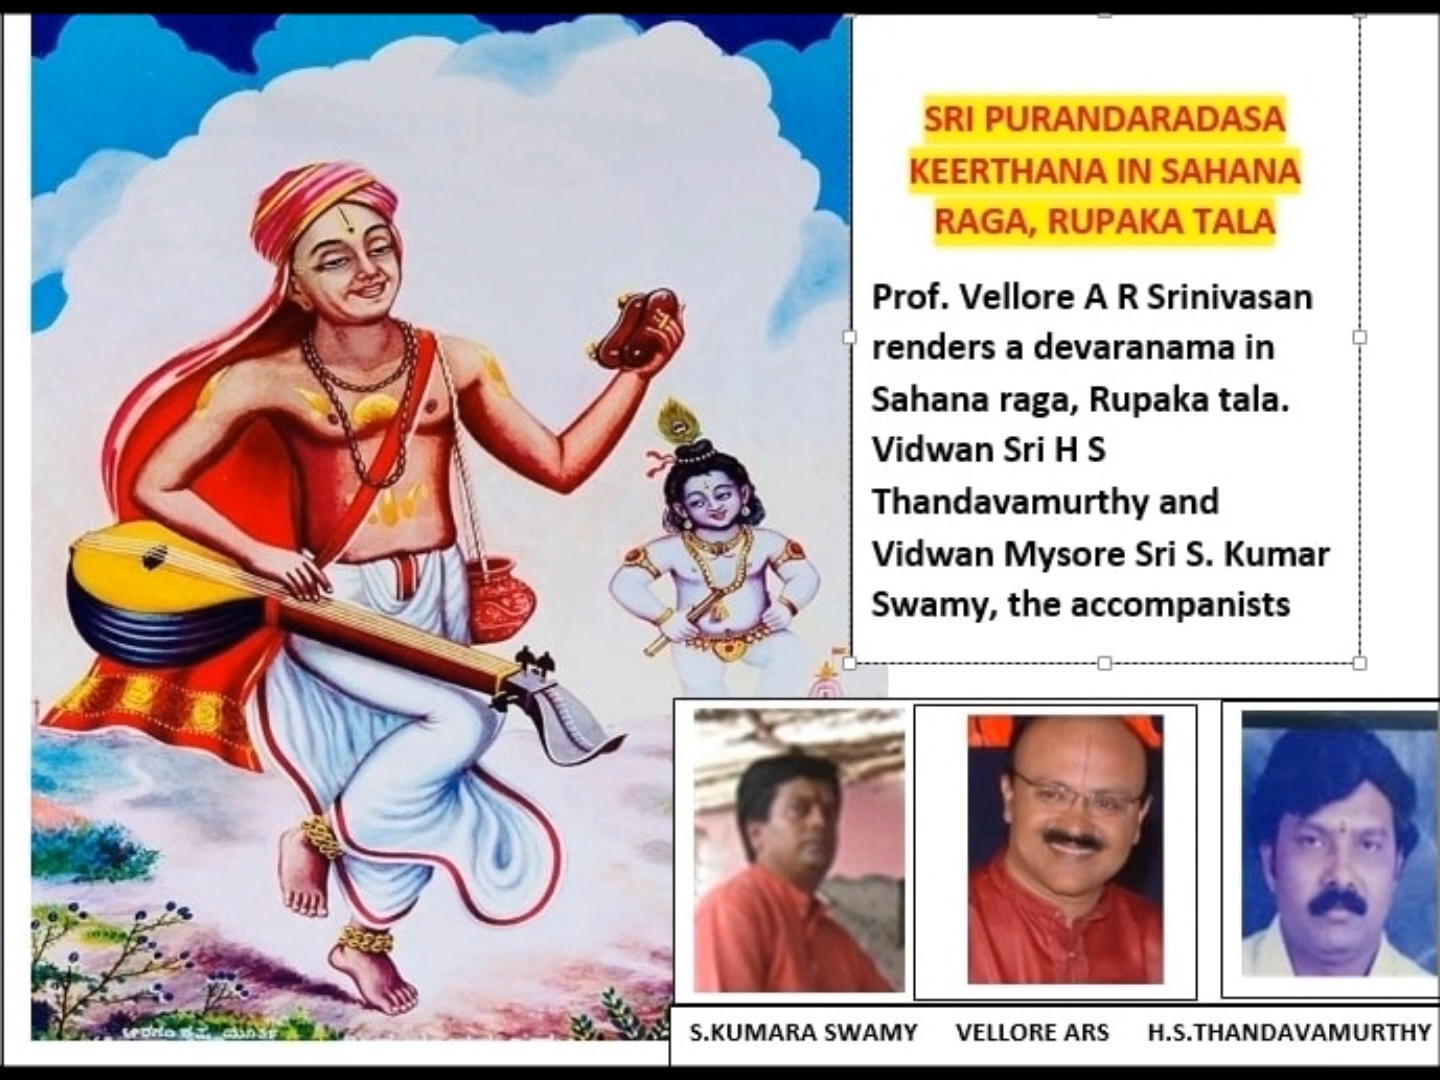 SRI PURANDARADASA
KEERTHANA IN SAHANA
RAGA, RUPAKA TALA
Prof. Vellore A R Srinivasan
renders a devaranama in
Sahana raga, Rupaka tala.
Vidwan Sri H S
Thandavamurthy and
Vidwan Mysore Sri S. Kumar
Swamy, the accompanists
S.KUMARA SWAMY VELLORE ARS H.S.THANDAVAMURTHY